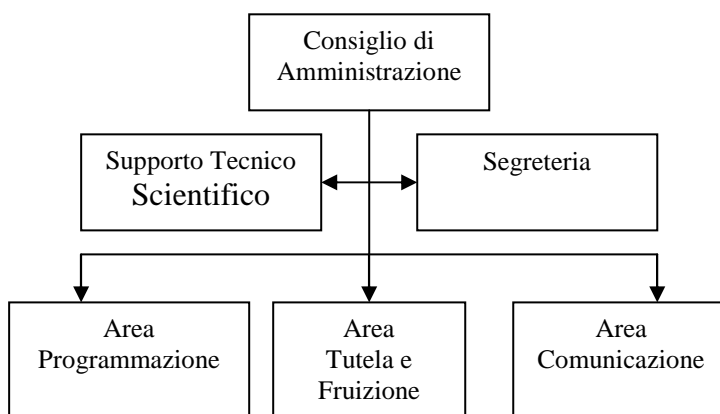 Consiglio di
Amministrazione
Supporto Tecnico
Scientifico
Segreteria
Area
Programmazione
Area
Tutela e
Fruizione
Area
Comunicazione